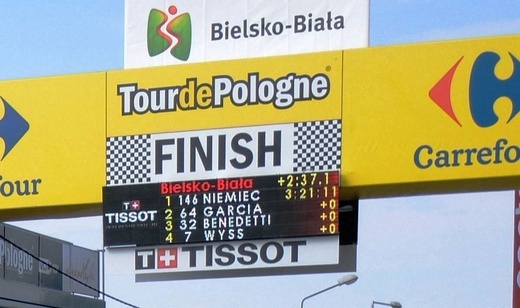 Bielsko-Biała
TourdePologne®
FINISH
Carrefo
four
Bielsko-Biała +2:37.1
1 146 NIEMIEC 3:21:11
2 64 GARCIA +0
3 32 BENEDETTI +0
4 7 WYSS +0
T+
TISSOT
T+ TISSOT
Pologne